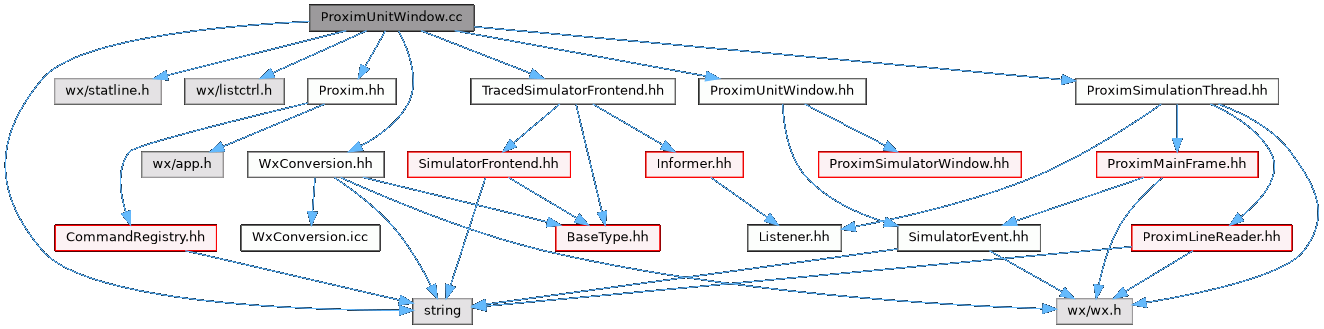 ProximUnitWindow.cc
wx/statline.h
wx/listctrl.h
Proxim.hh
TracedSimulatorFrontend.hh
ProximUnitWindow.hh
ProximSimulationThread.hh
wx/app.h
WxConversion.hh
SimulatorFrontend.hh
Informer.hh
ProximSimulatorWindow.hh
ProximMainFrame.hh
CommandRegistry.hh
WxConversion.icc
BaseType.hh
Listener.hh
SimulatorEvent.hh
ProximLineReader.hh
string
wx/wx.h